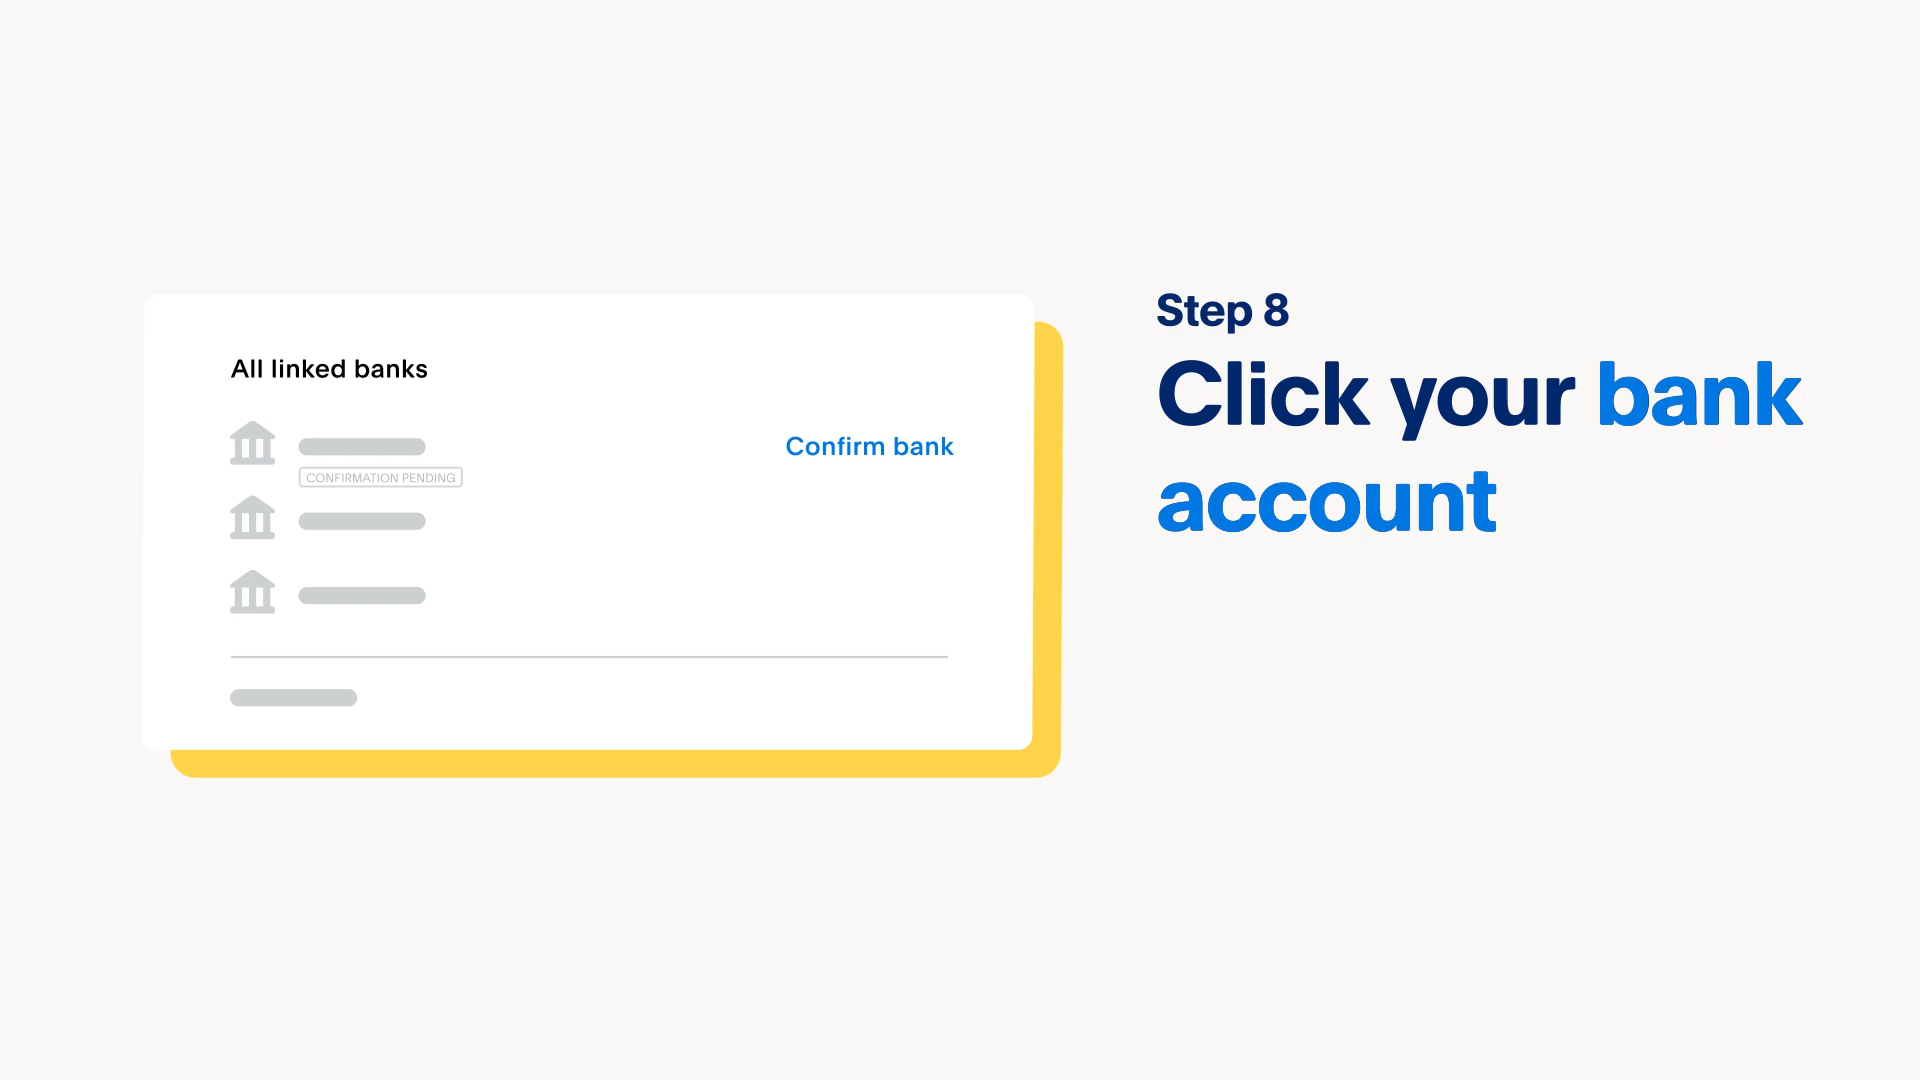 All linked banks
Confirm bank
CONFIRMATION PENDING
Step 8
Click your bank
account